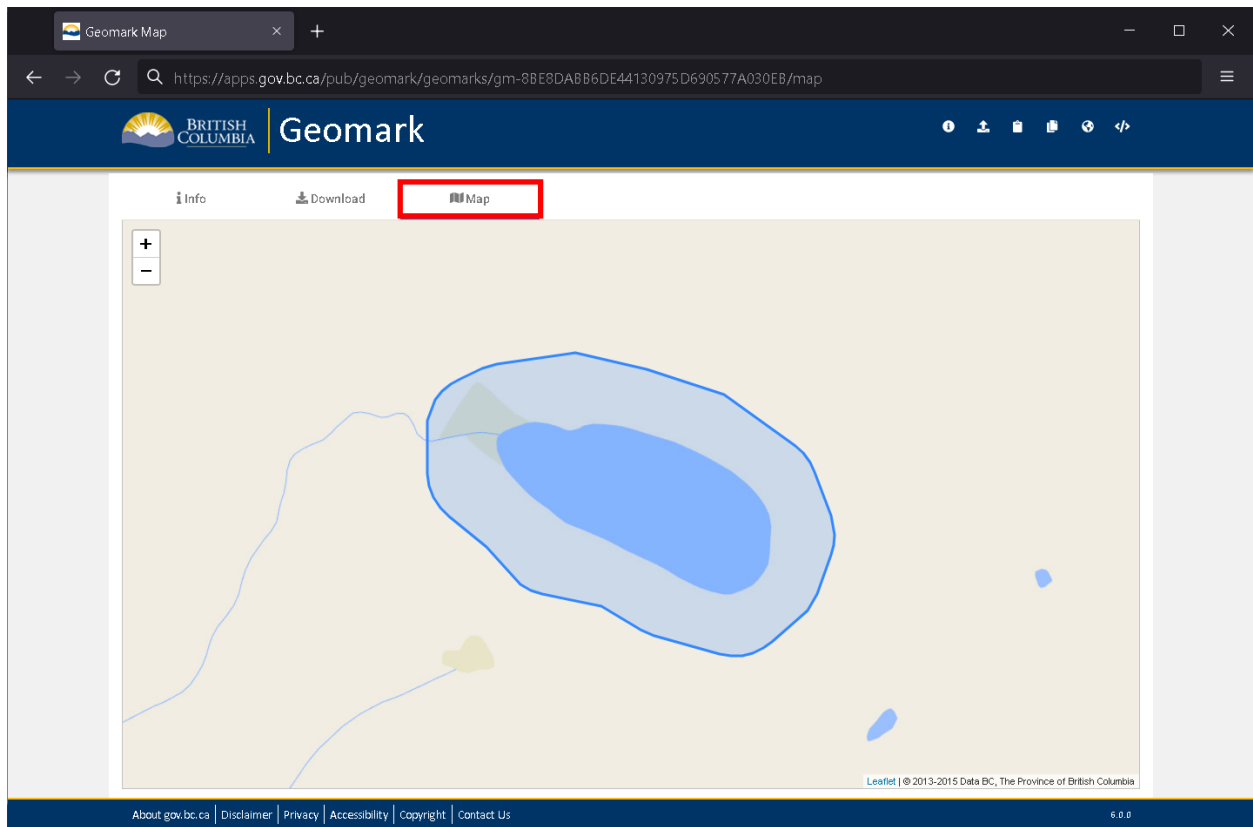 Geomark Map
https://apps.gov.bc.ca/pub/geomark/geomarks/gm-8BE8DABB6DE44130975D690577A030EB/map
BRITISH
COLUMBIA
Geomark
Info Download Map
+
−
Leaflet | © 2013-2015 Data BC, The Province of British Columbia
About gov.bc.ca | Disclaimer | Privacy | Accessibility | Copyright | Contact Us 6.0.0